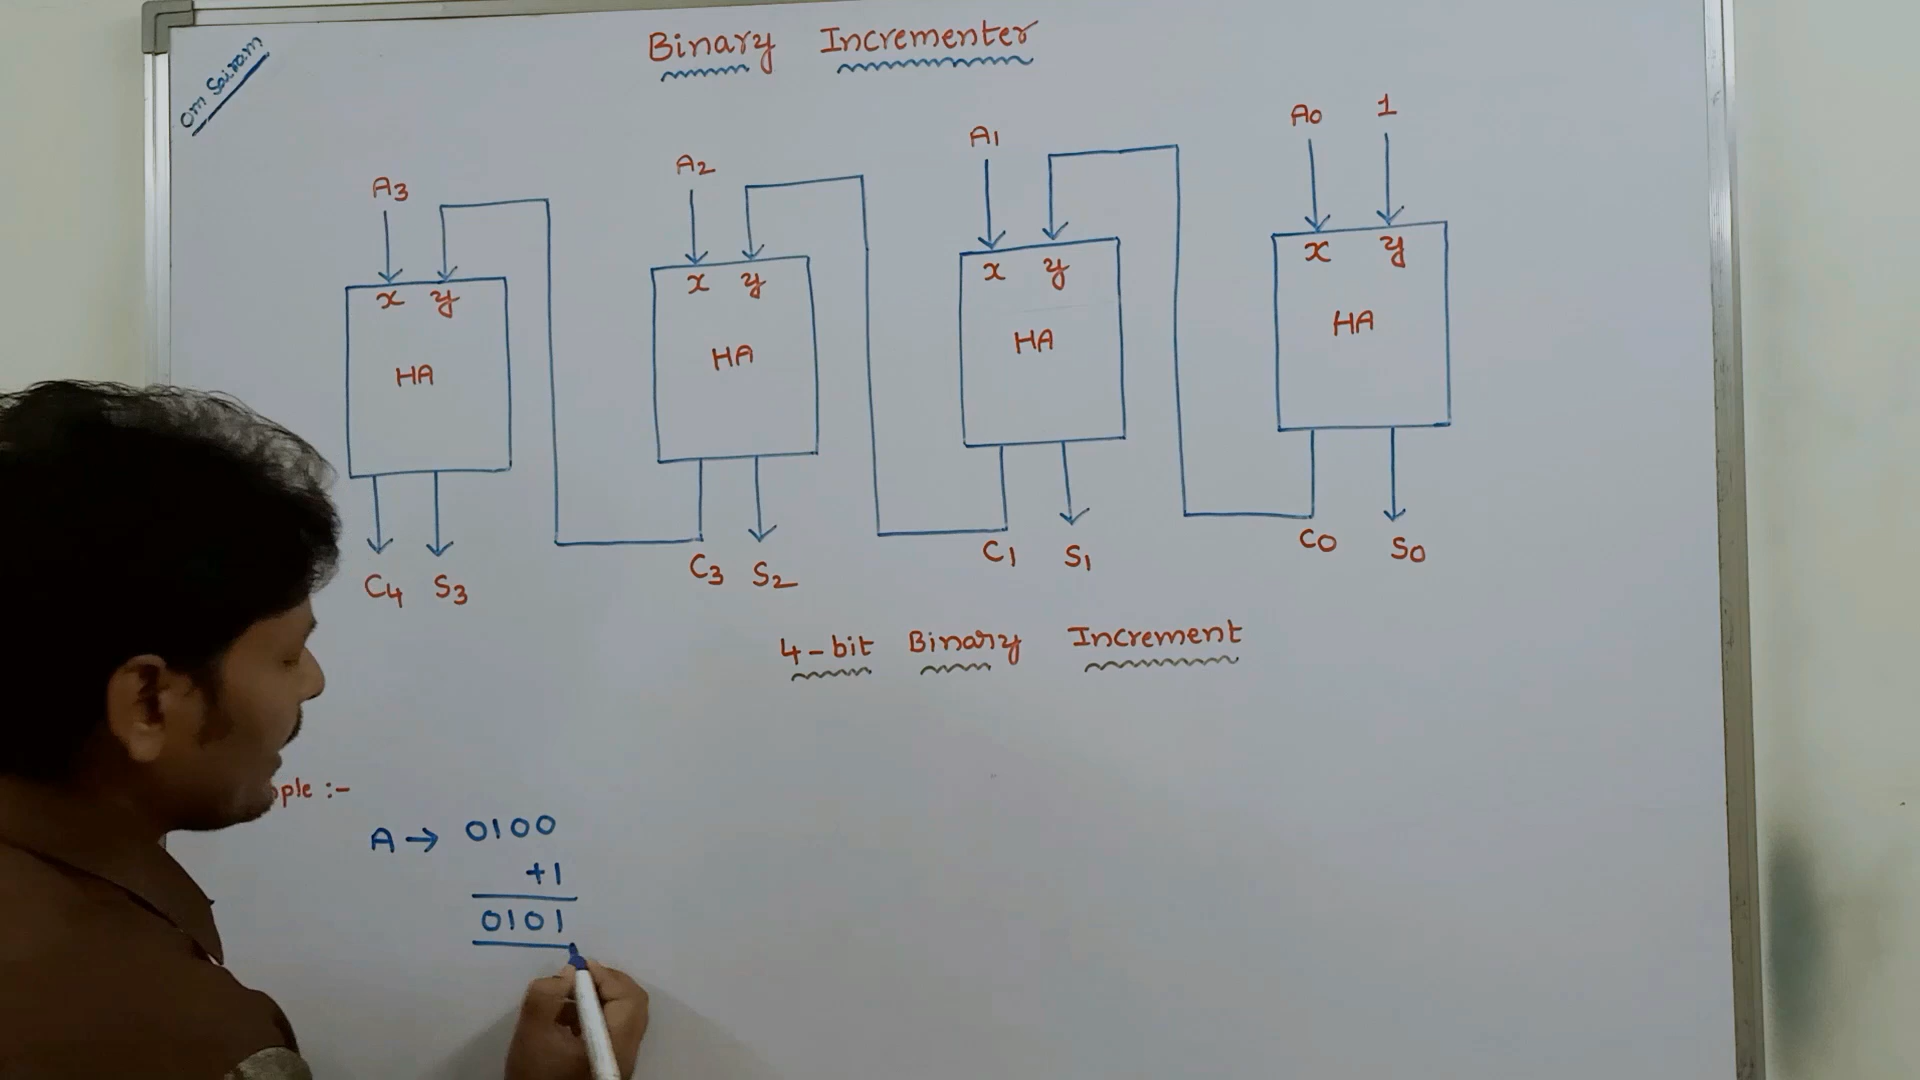 Om Sairam
Binary Incrementer
A3 A2 A1 A0 1
x y x y x y x y
HA HA HA HA
C4 S3 C3 S2 C1 S1 C0 S0
4-bit Binary Increment
ple :-
A → 0100
+1
0101